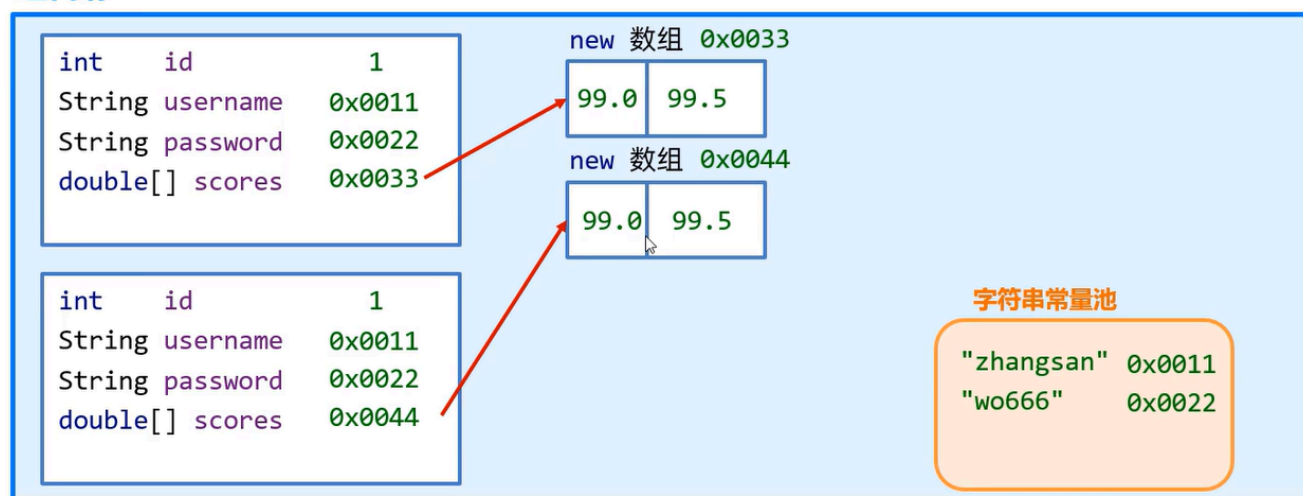 int id 1
String username 0x0011
String password 0x0022
double[] scores 0x0033
new 数组 0x0033
99.0 99.5
new 数组 0x0044
99.0 99.5
int id 1
String username 0x0011
String password 0x0022
double[] scores 0x0044
字符串常量池
"zhangsan" 0x0011
"wo666" 0x0022